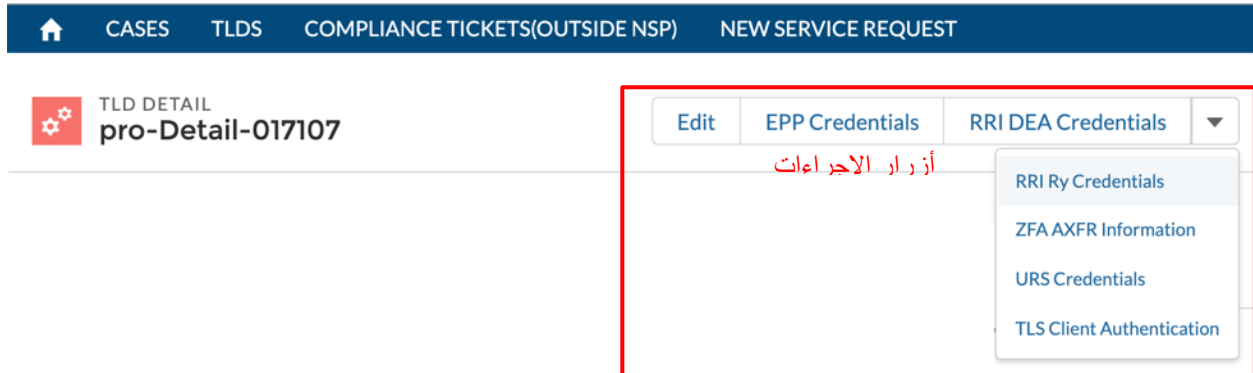 CASES TLDS COMPLIANCE TICKETS(OUTSIDE NSP) NEW SERVICE REQUEST
TLD DETAIL
pro-Detail-017107
Edit EPP Credentials RRI DEA Credentials
أزرار الاجراءات
RRI Ry Credentials
ZFA AXFR Information
URS Credentials
TLS Client Authentication